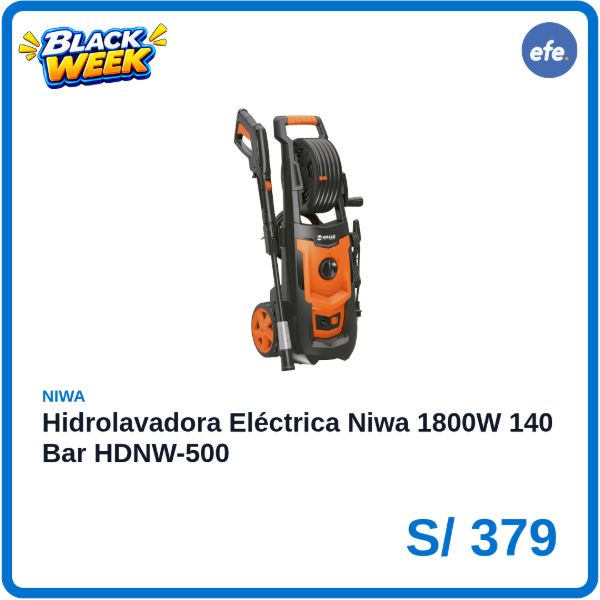 BLACK
WEEK
efe.
NIWA
Hidrolavadora Eléctrica Niwa 1800W 140
Bar HDNW-500
S/ 379